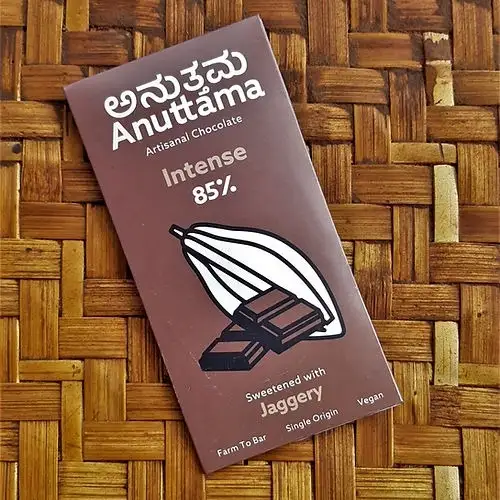 ಅನುತ್ತಮ
Anuttama
Artisanal Chocolate
Intense
85%
Sweetened with
Jaggery
Farm To Bar Single Origin Vegan